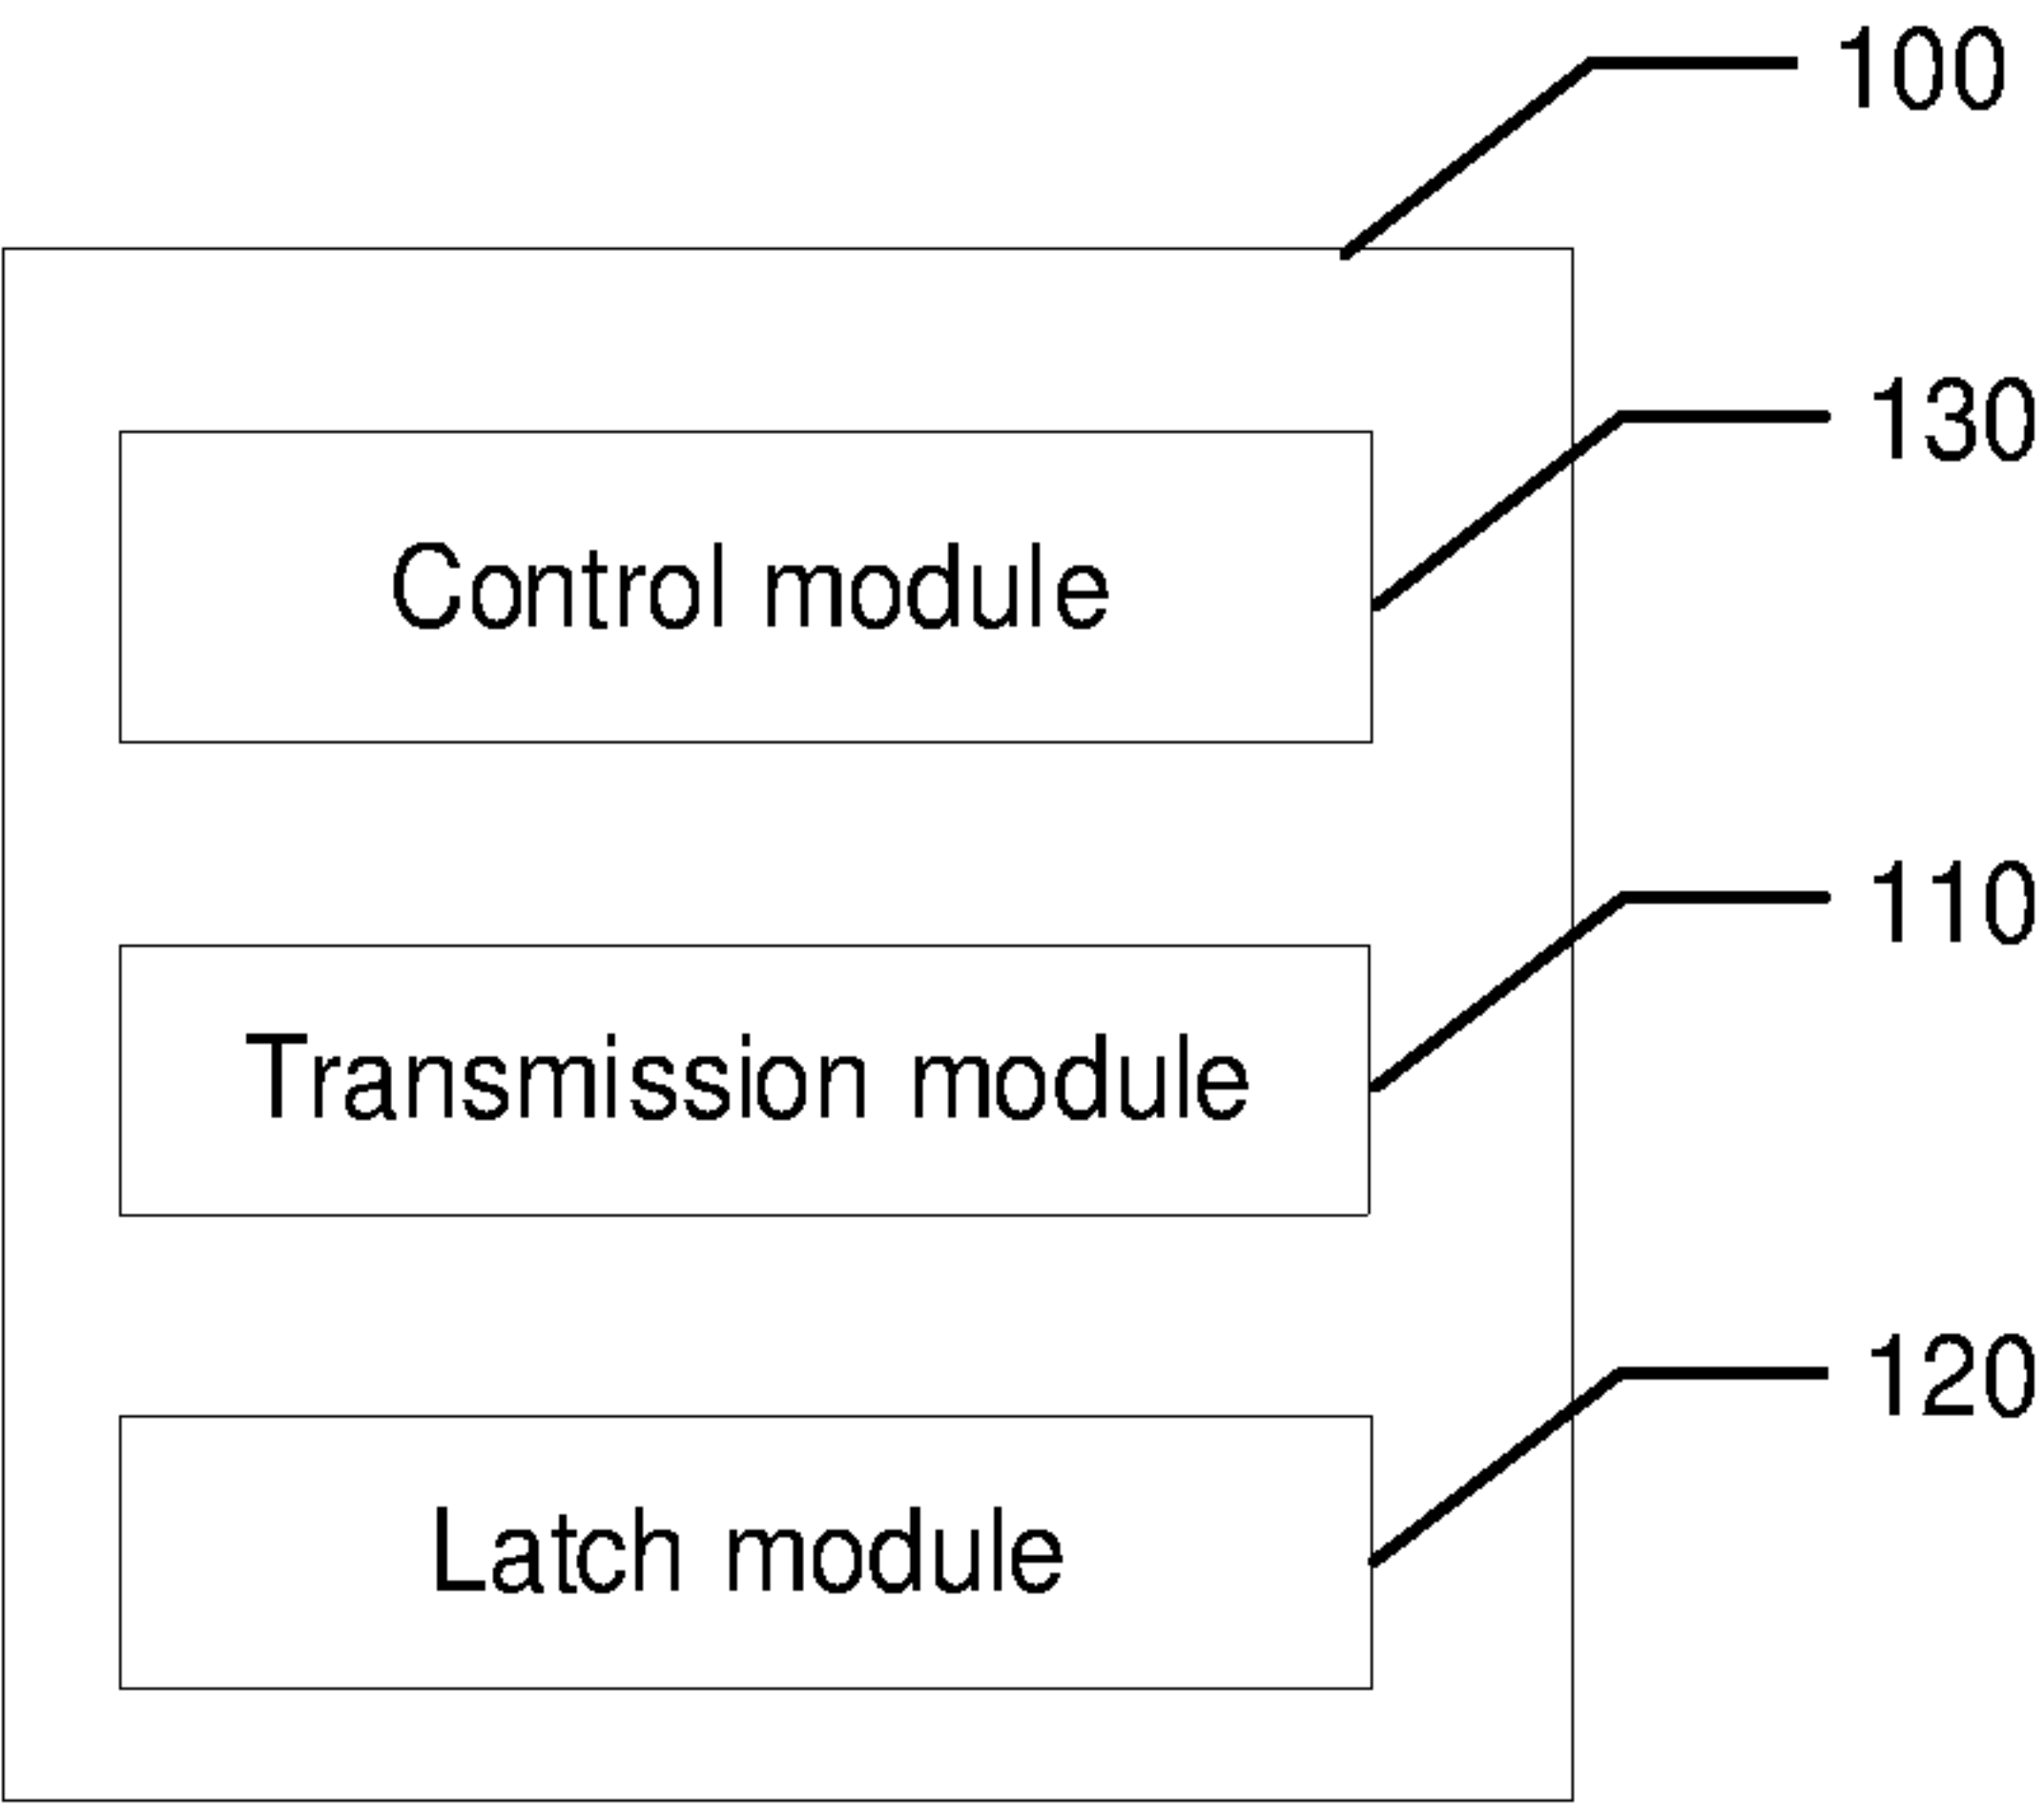 100
130
Control module
110
Transmission module
120
Latch module